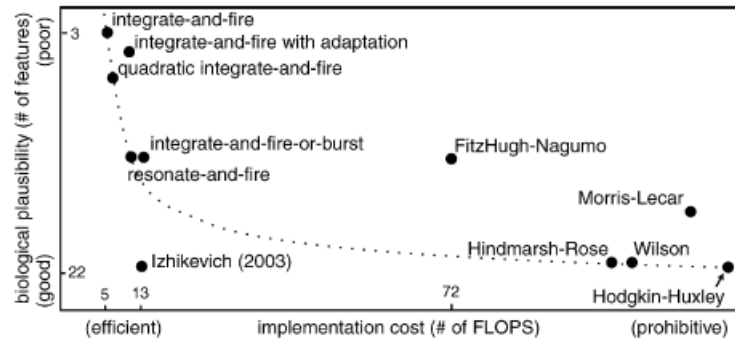 integrate-and-fire
3
integrate-and-fire with adaptation
quadratic integrate-and-fire
integrate-and-fire-or-burst
resonate-and-fire
FitzHugh-Nagumo
Morris-Lecar
Izhikevich (2003)
Hindmarsh-Rose
Wilson
Hodgkin-Huxley
22
biological plausibility (# of features)
(good)
(poor)
5
13
72
(efficient)
implementation cost (# of FLOPS)
(prohibitive)